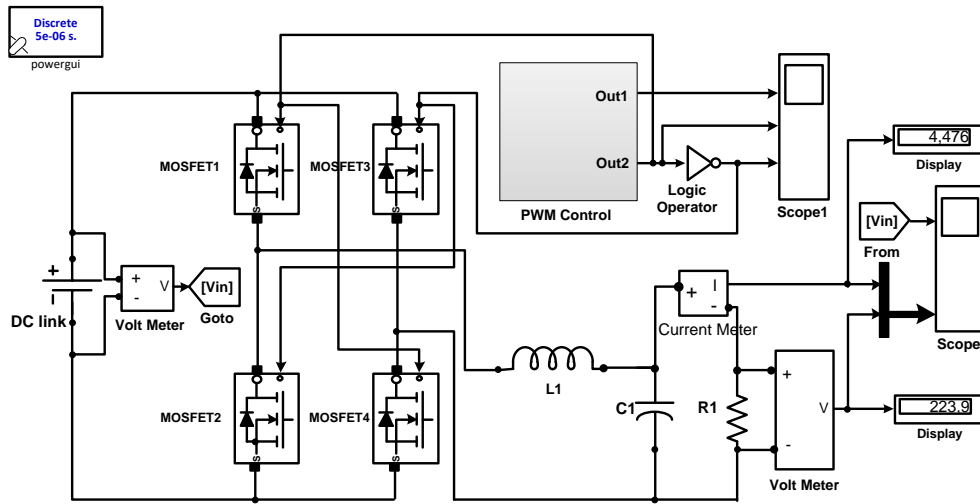 Discrete
5e-06 s.
powergui
Out1
Out2
PWM Control
Logic
Operator
Scope1
4,476
Display
[Vin]
From
Scope
MOSFET1
MOSFET3
s
s
+
DC link
+
-
V
Volt Meter
[Vin]
Goto
+
I
-
Current Meter
MOSFET2
MOSFET4
s
s
L1
C1
R1
+
-
V
Volt Meter
223,9
Display